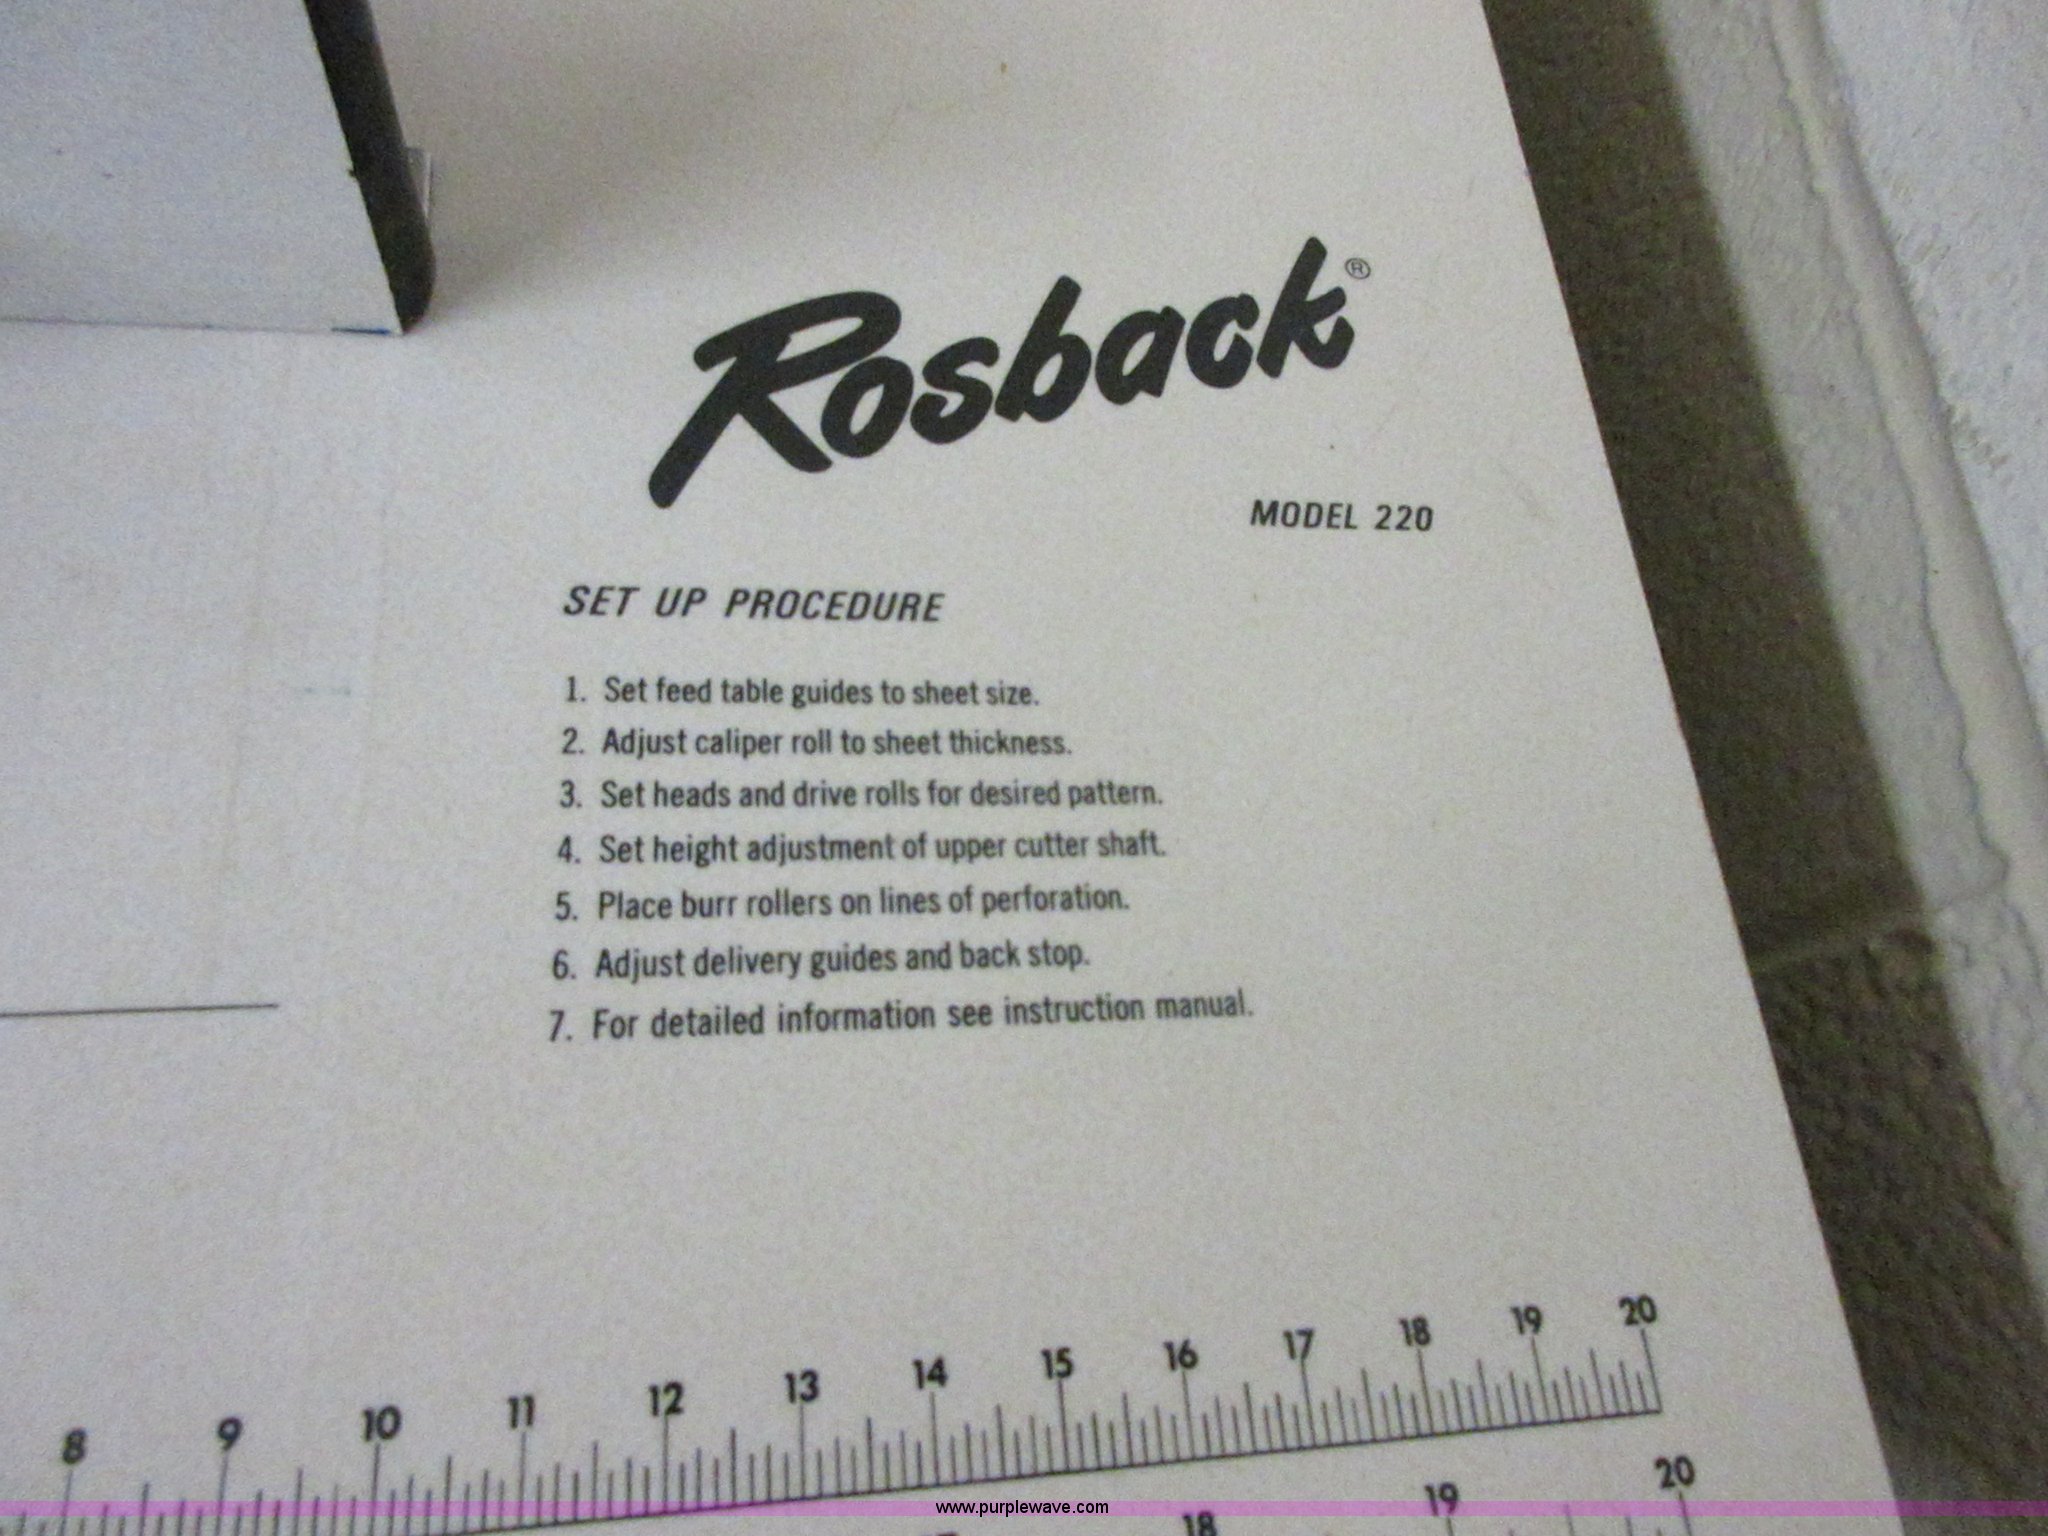 Rosback®
MODEL 220
SET UP PROCEDURE
1. Set feed table guides to sheet size.
2. Adjust caliper roll to sheet thickness.
3. Set heads and drive rolls for desired pattern.
4. Set height adjustment of upper cutter shaft.
5. Place burr rollers on lines of perforation.
6. Adjust delivery guides and back stop.
7. For detailed information see instruction manual.
8 9 10 11 12 13 14 15 16 17 18 19 20
18 19 20
www.purplewave.com